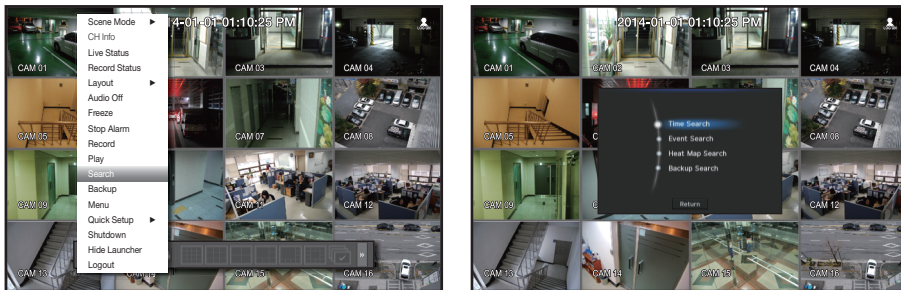 Scene Mode ►
4-01-01 01:10:25 PM
CH Info
Live Status
Record Status
CAM 01
CAM 03
CAM 04
Layout ►
Audio Off
Freeze
Stop Alarm
CAM 05
CAM 07
CAM 08
Record
Play
Search
Backup
CAM 09
CAM 11
CAM 12
Menu
Quick Setup ►
Shutdown
Hide Launcher
»
Logout
CAM 13
CAM 14
CAM 15
CAM 16
2014-01-01 01:10:25 PM
CAM 01
CAM 02
CAM 03
CAM 04
Time Search
Event Search
Heat Map Search
Backup Search
Return
CAM 05
C
CAM 08
CAM 09
CAM 12
CAM 13
CAM 14
CAM 15
CAM 16